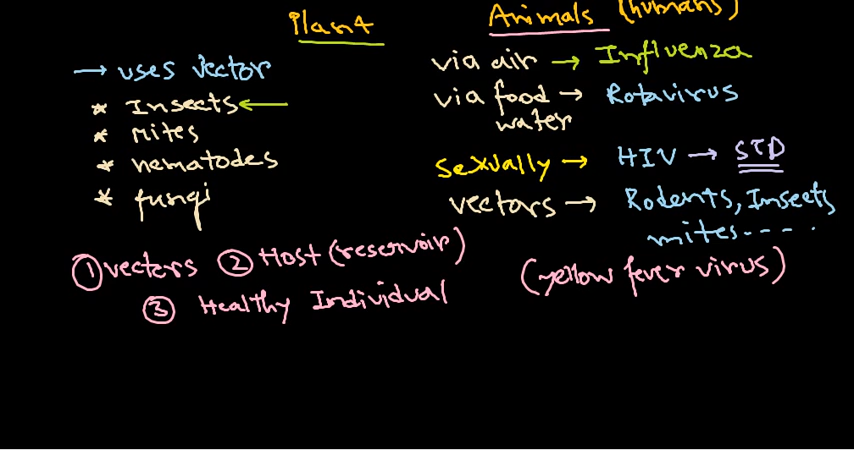 Plant
→ uses vector
* Insects ←
* Mites
* nematodes
* fungi
Animals (humans)
via air → Influenza
via food → Rotavirus
water
sexually → HIV → STD
vectors → Rodents, Insects
mites-----
① vectors ② Host (reservoir)
③ Healthy Individual
(yellow fever virus)